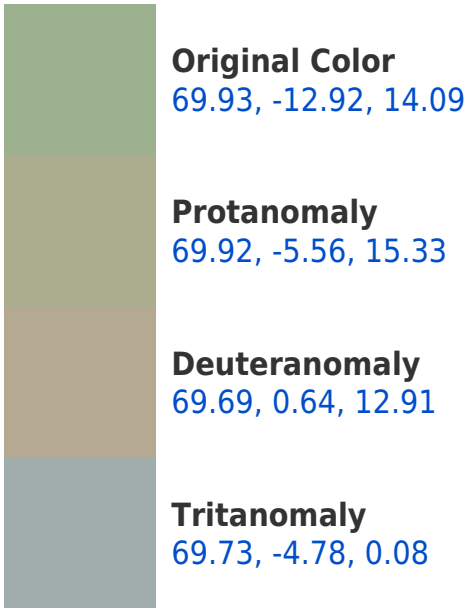 Original Color
69.93, -12.92, 14.09
Protanomaly
69.92, -5.56, 15.33
Deuteranomaly
69.69, 0.64, 12.91
Tritanomaly
69.73, -4.78, 0.08